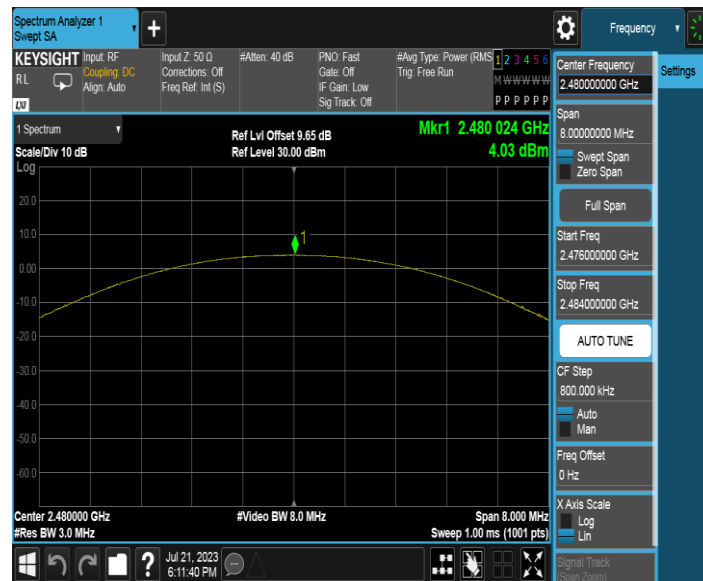 Spectrum Analyzer 1
Swept SA
Frequency
KEYSIGHT
RL
LXI
Input: RF
Coupling: DC
Align: Auto
Input Z: 50 Ω
Corrections: Off
Freq Ref: Int (S)
#Atten: 40 dB
PNO: Fast
Gate: Off
IF Gain: Low
Sig Track: Off
#Avg Type: Power (RMS
Trig: Free Run
1 2 3 4 5 6
M W W W W W
P P P P P P
Center Frequency
2.480000000 GHz
Settings
Span
8.00000000 MHz
Swept Span
Zero Span
Full Span
Start Freq
2.476000000 GHz
Stop Freq
2.484000000 GHz
AUTO TUNE
CF Step
800.000 kHz
Auto
Man
Freq Offset
0 Hz
X Axis Scale
Log
Lin
Signal Track
(Span Zoom)
1 Spectrum
Scale/Div 10 dB
Log
Ref Lvl Offset 9.65 dB
Ref Level 30.00 dBm
Mkr1 2.480 024 GHz
4.03 dBm
20.0
10.0
1
0.00
-10.0
-20.0
-30.0
-40.0
-50.0
-60.0
Center 2.480000 GHz
#Res BW 3.0 MHz
#Video BW 8.0 MHz
Span 8.000 MHz
Sweep 1.00 ms (1001 pts)
?
Jul 21, 2023
6:11:40 PM